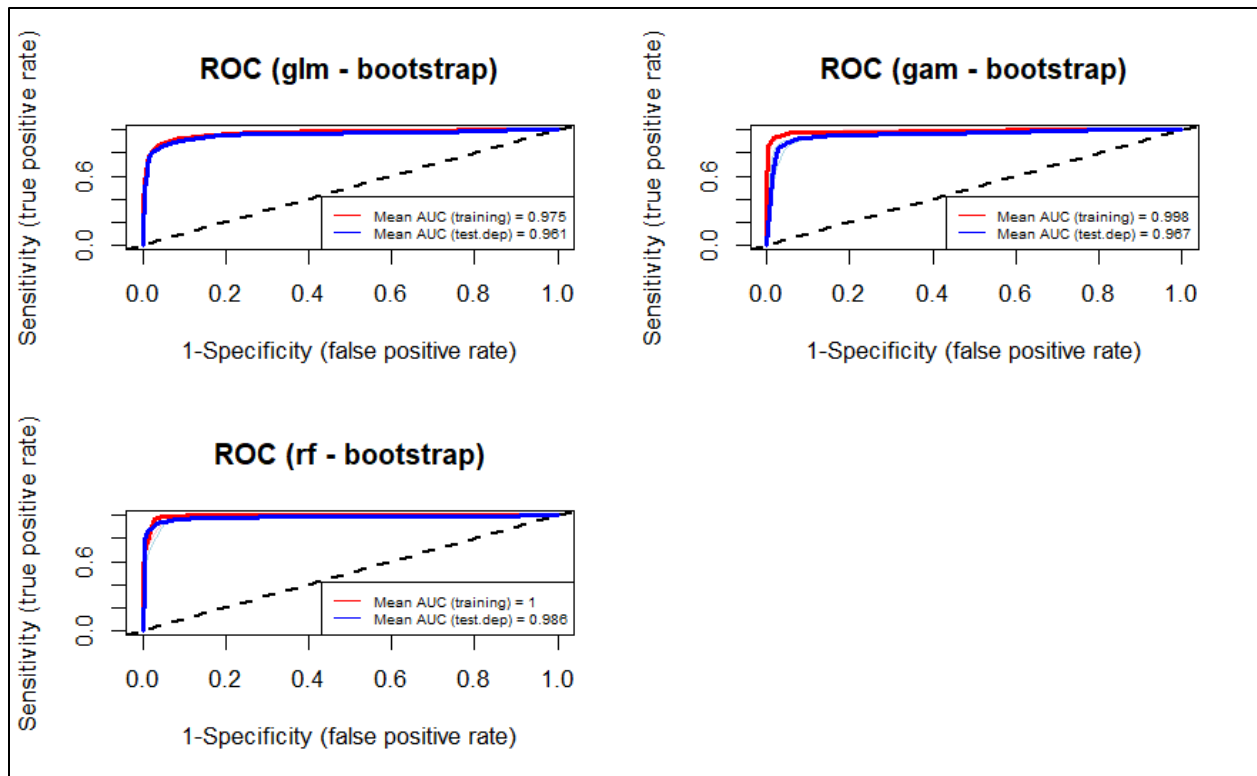 ROC (glm - bootstrap)
Sensitivity (true positive rate)
0.6
0.0
Mean AUC (training) = 0.975
Mean AUC (test.dep) = 0.961
0.0 0.2 0.4 0.6 0.8 1.0
1-Specificity (false positive rate)
ROC (gam - bootstrap)
Sensitivity (true positive rate)
0.6
0.0
Mean AUC (training) = 0.998
Mean AUC (test.dep) = 0.967
0.0 0.2 0.4 0.6 0.8 1.0
1-Specificity (false positive rate)
ROC (rf - bootstrap)
Sensitivity (true positive rate)
0.6
0.0
Mean AUC (training) = 1
Mean AUC (test.dep) = 0.986
0.0 0.2 0.4 0.6 0.8 1.0
1-Specificity (false positive rate)